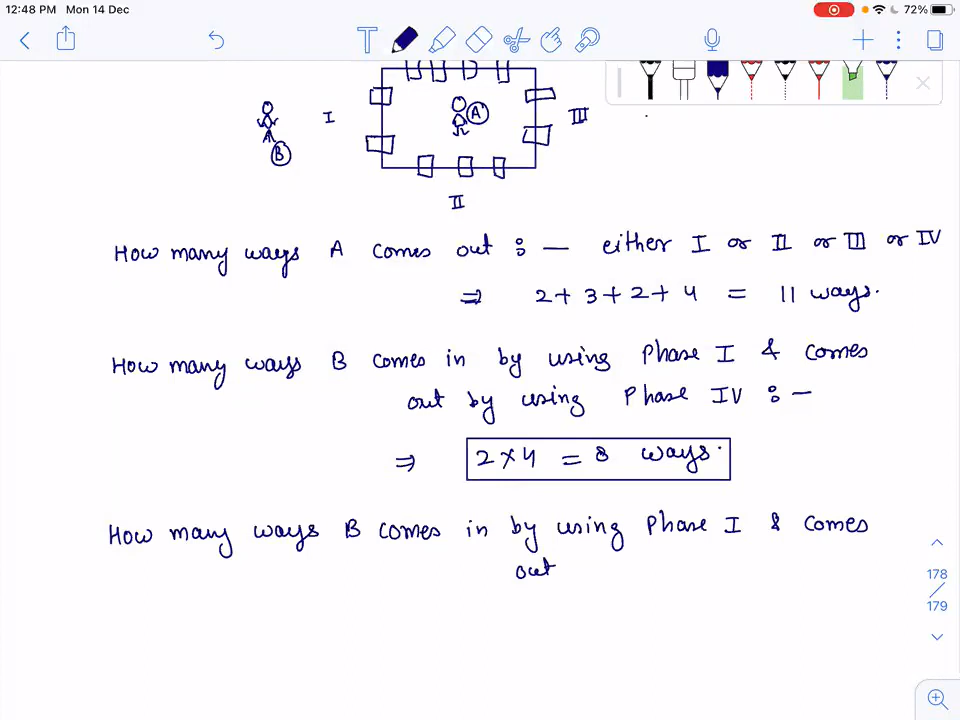 12:48 PM Mon 14 Dec 72%
T
I
A
III
B
II
How many ways A comes out :- either I or II or III or IV
⇒ 2+3+2+4 = 11 ways.
How many ways B comes in by using Phase I & comes
out by using Phase IV :-
⇒ 2×4 = 8 ways.
How many ways B comes in by using Phase I & comes
out
178
179